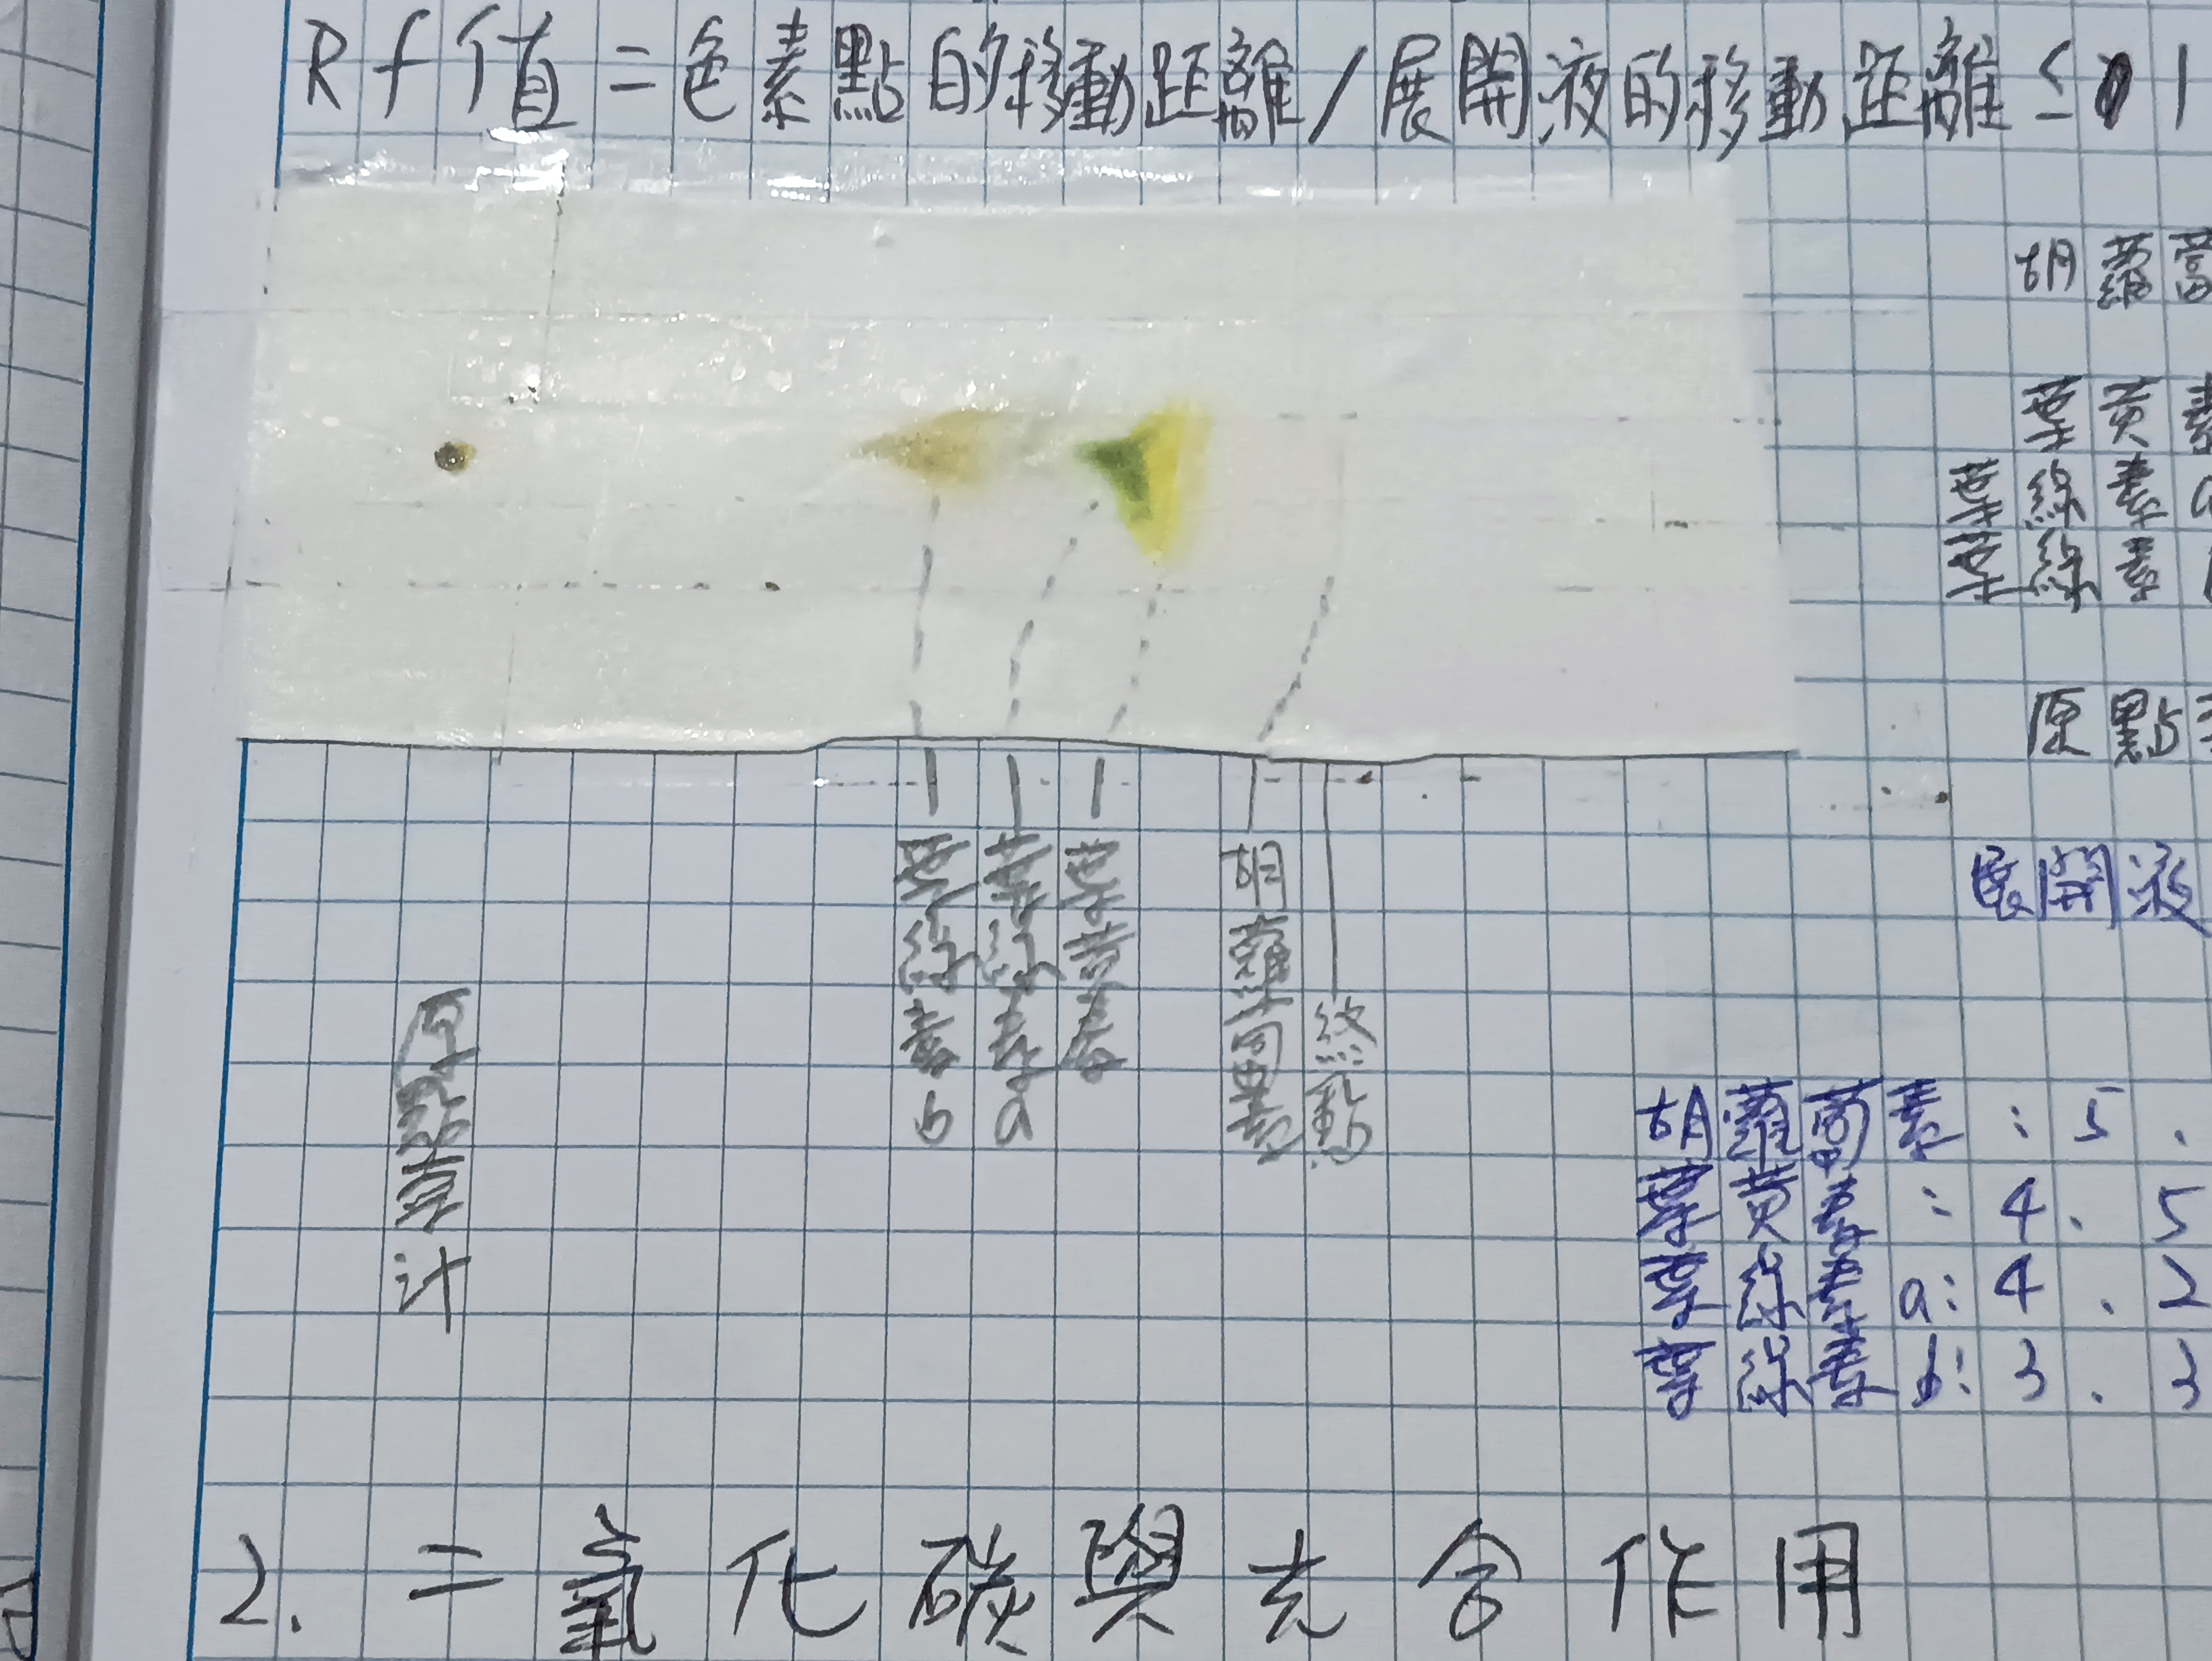 Rf值=色素點的移動距離/展開液的移動距離≤1
胡蘿蔔
葉黃素
葉綠素a
葉綠素
原點
展開液
葉綠素b
葉綠素a
葉黃素
胡蘿蔔素
終點
原點
汁
胡蘿蔔素:5.
葉黃素:4.5
葉綠素a:4.2
葉綠素b:3.3
2.二氧化碳與光合作用